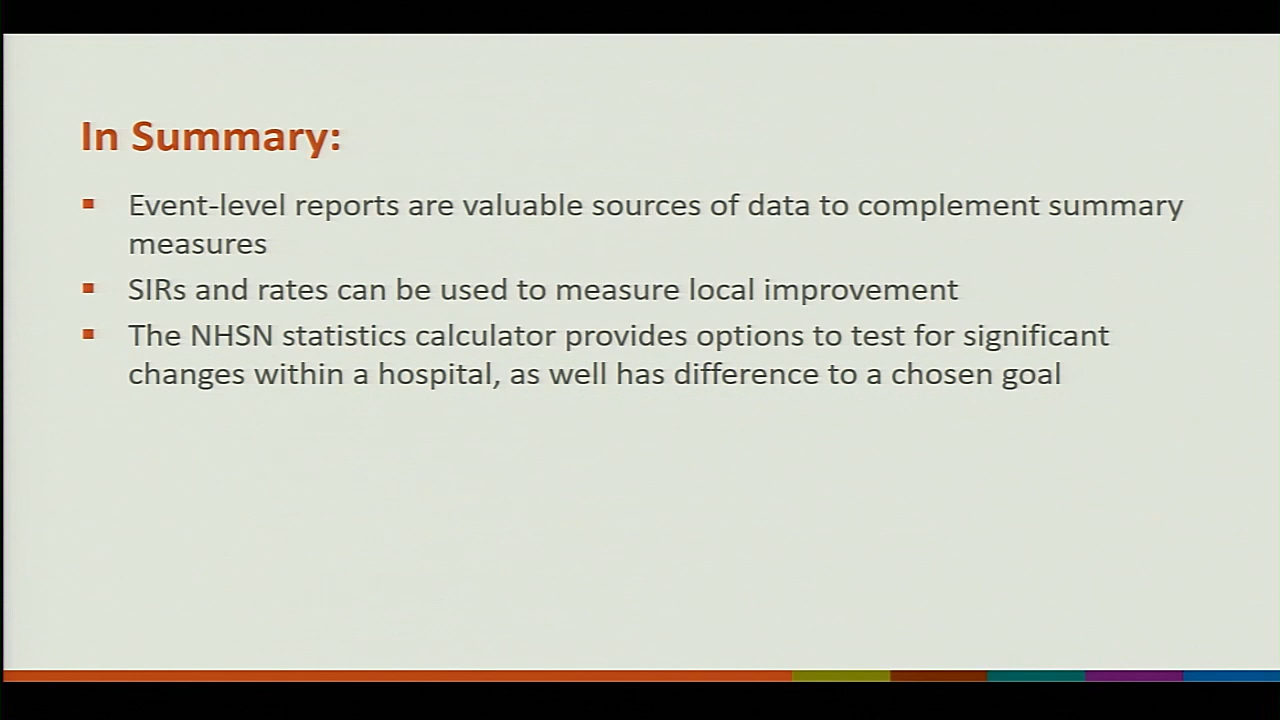 In Summary:
Event-level reports are valuable sources of data to complement summary
measures
SIRs and rates can be used to measure local improvement
The NHSN statistics calculator provides options to test for significant
changes within a hospital, as well has difference to a chosen goal